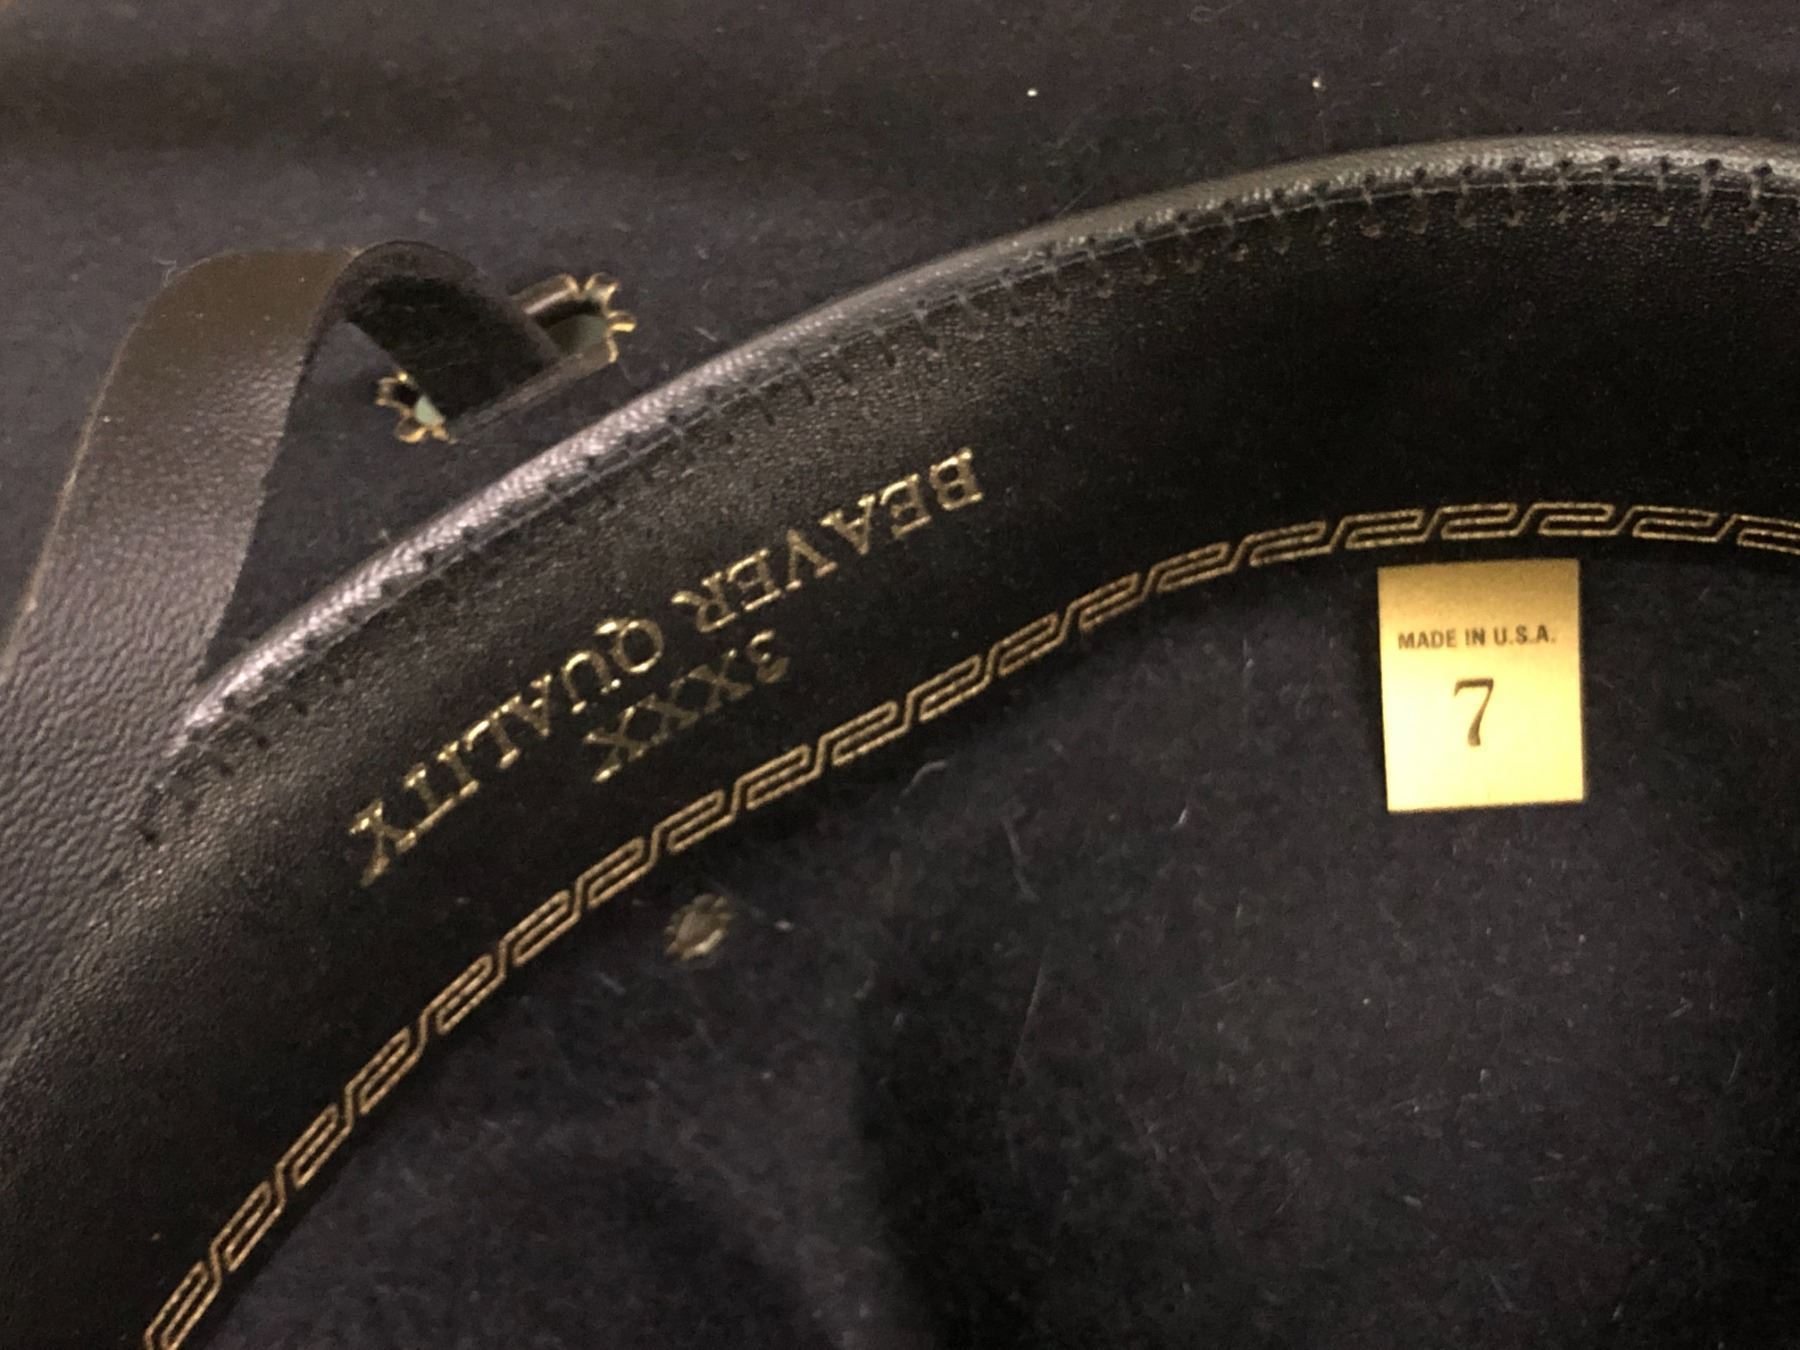 BEAVER QUALITY
3XXX
MADE IN U.S.A.
7